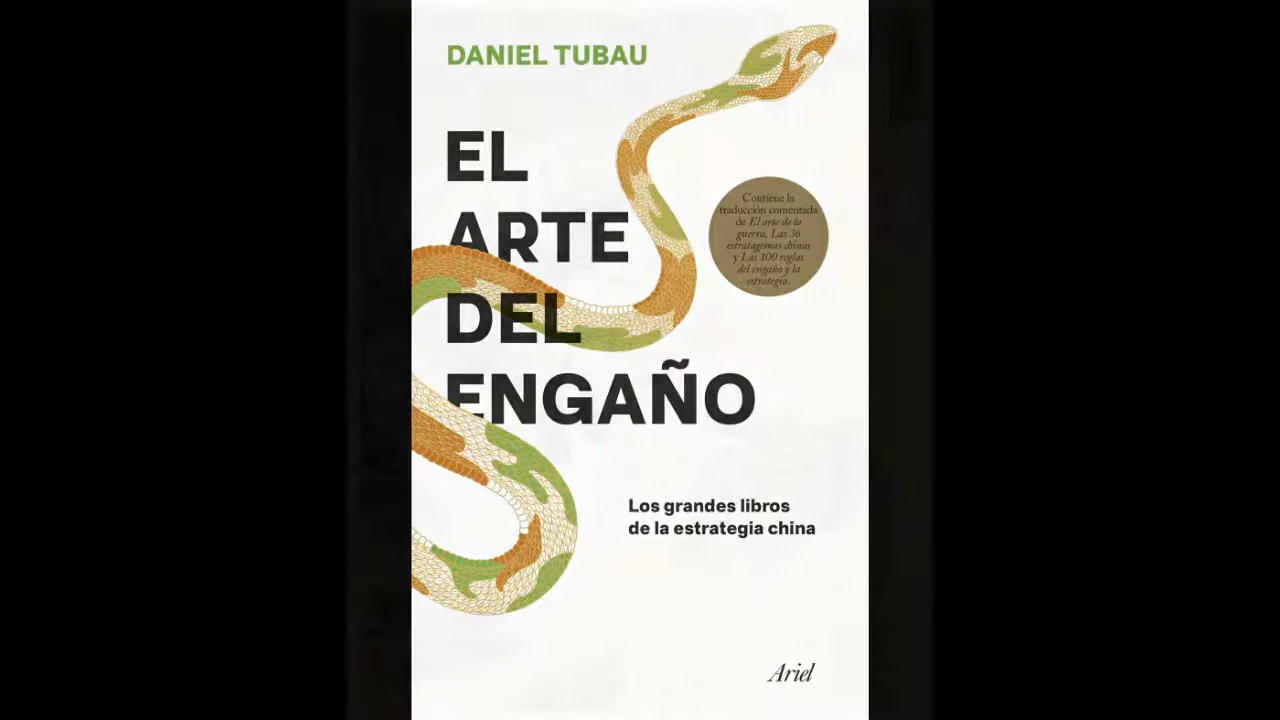 DANIEL TUBAU
EL
ARTE
DEL
ENGAÑO
Contiene la
traducción comentada
de El arte de la
guerra, Las 36
estratagemas chinas
y Las 100 reglas
del engaño y la
estrategia.
Los grandes libros
de la estrategia china
Ariel